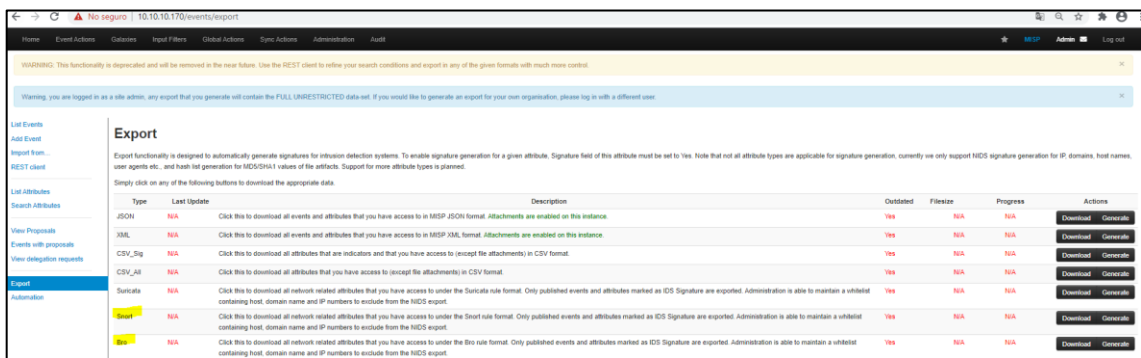 No seguro | 10.10.10.170/events/export
Home Event Actions Galaxies Input Filters Global Actions Sync Actions Administration Audit MISP Admin Log out
WARNING: This functionality is deprecated and will be removed in the near future. Use the REST client to refine your search conditions and export in any of the given formats with much more control. ×
Warning, you are logged in as a site admin, any export that you generate will contain the FULL UNRESTRICTED data-set. If you would like to generate an export for your own organisation, please log in with a different user. ×
List Events
Add Event
Import from...
REST client
List Attributes
Search Attributes
View Proposals
Events with proposals
View delegation requests
Export
Automation
Export
Export functionality is designed to automatically generate signatures for intrusion detection systems. To enable signature generation for a given attribute, Signature field of this attribute must be set to Yes. Note that not all attribute types are applicable for signature generation, currently we only support NIDS signature generation for IP, domains, host names,
user agents etc., and hash list generation for MD5/SHA1 values of file artifacts. Support for more attribute types is planned.
Simply click on any of the following buttons to download the appropriate data.
Type Last Update Description Outdated Filesize Progress Actions
JSON N/A Click this to download all events and attributes that you have access to in MISP JSON format. Attachments are enabled on this instance. Yes N/A N/A Download Generate
XML N/A Click this to download all events and attributes that you have access to in MISP XML format. Attachments are enabled on this instance. Yes N/A N/A Download Generate
CSV_Sig N/A Click this to download all attributes that are indicators and that you have access to (except file attachments) in CSV format. Yes N/A N/A Download Generate
CSV_All N/A Click this to download all attributes that you have access to (except file attachments) in CSV format. Yes N/A N/A Download Generate
Suricata N/A Click this to download all network related attributes that you have access to under the Suricata rule format. Only published events and attributes marked as IDS Signature are exported. Administration is able to maintain a whitelist
containing host, domain name and IP numbers to exclude from the NIDS export. Yes N/A N/A Download Generate
Snort N/A Click this to download all network related attributes that you have access to under the Snort rule format. Only published events and attributes marked as IDS Signature are exported. Administration is able to maintain a whitelist
containing host, domain name and IP numbers to exclude from the NIDS export. Yes N/A N/A Download Generate
Bro N/A Click this to download all network related attributes that you have access to under the Bro rule format. Only published events and attributes marked as IDS Signature are exported. Administration is able to maintain a whitelist
containing host, domain name and IP numbers to exclude from the NIDS export. Yes N/A N/A Download Generate